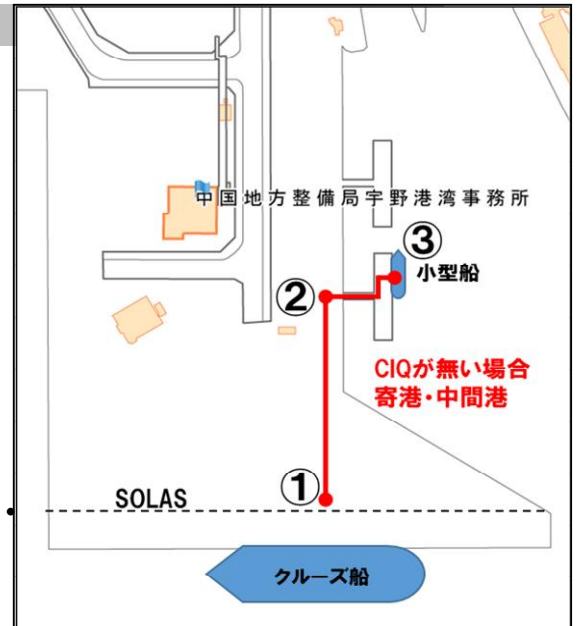 中国地方整備局宇野港湾事務所
③
小型船
②
CIQが無い場合
寄港・中間港
①
SOLAS
クルーズ船